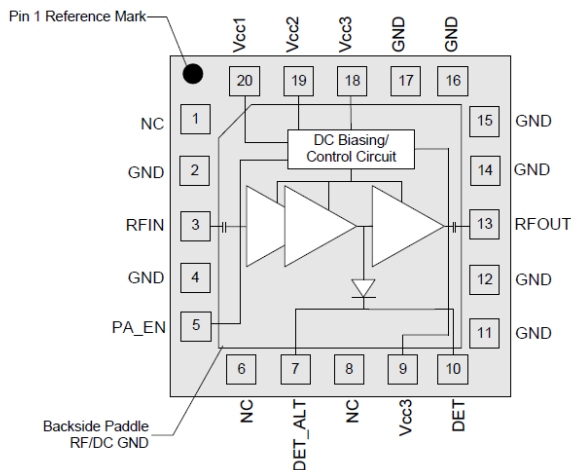 Pin 1 Reference Mark
Vcc1
Vcc2
Vcc3
GND
GND
20
19
18
17
16
NC
1
15
GND
DC Biasing/
Control Circuit
GND
2
14
GND
RFIN
3
13
RFOUT
GND
4
12
GND
PA_EN
5
11
GND
6
7
8
9
10
NC
DET_ALT
NC
Vcc3
DET
Backside Paddle
RF/DC GND